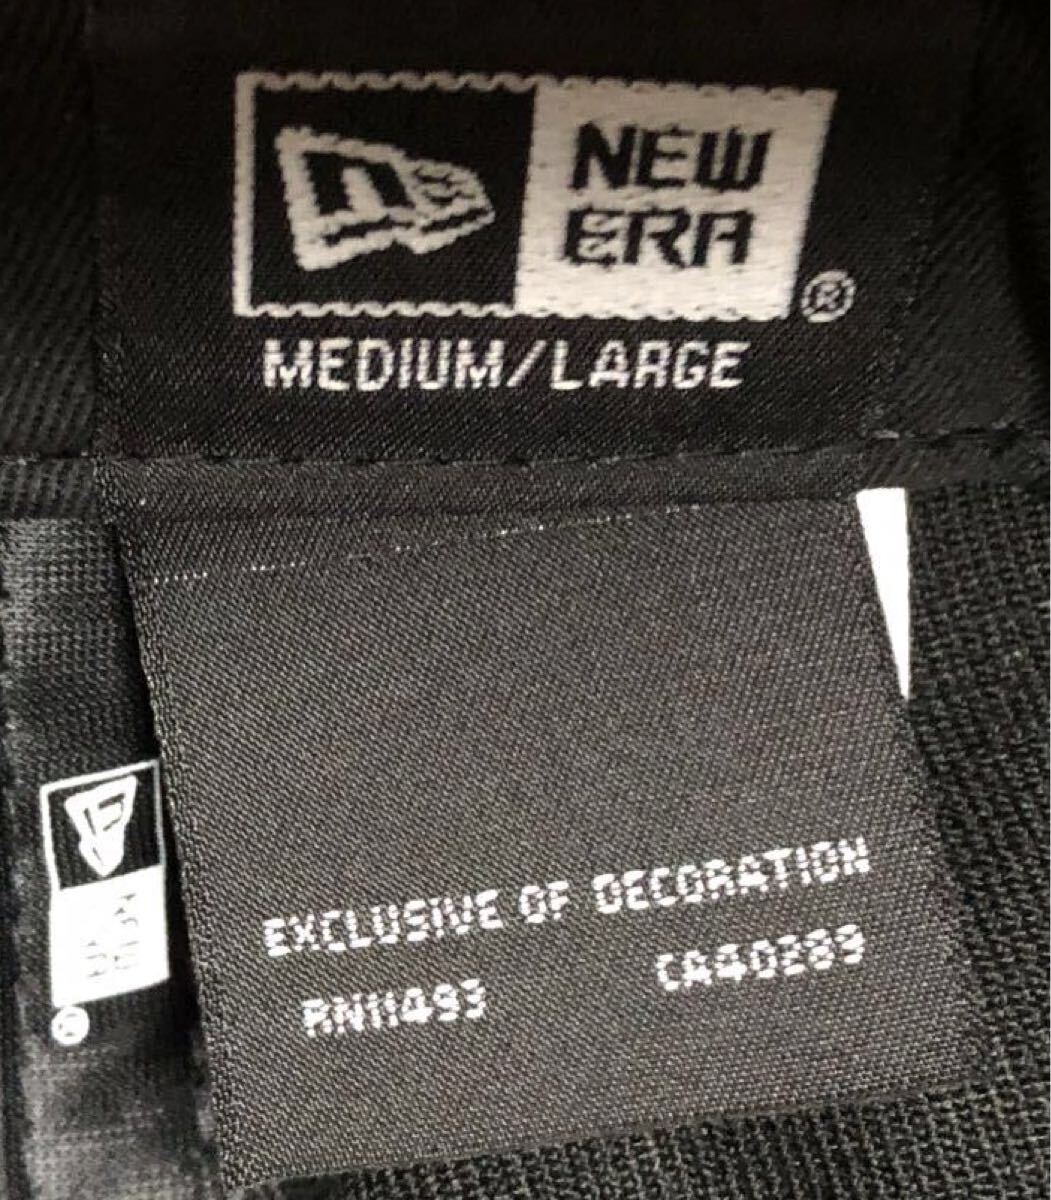 NEW
ERA
®
MEDIUM/LARGE
EXCLUSIVE OF DECORATION
RN11493 CA40289
®